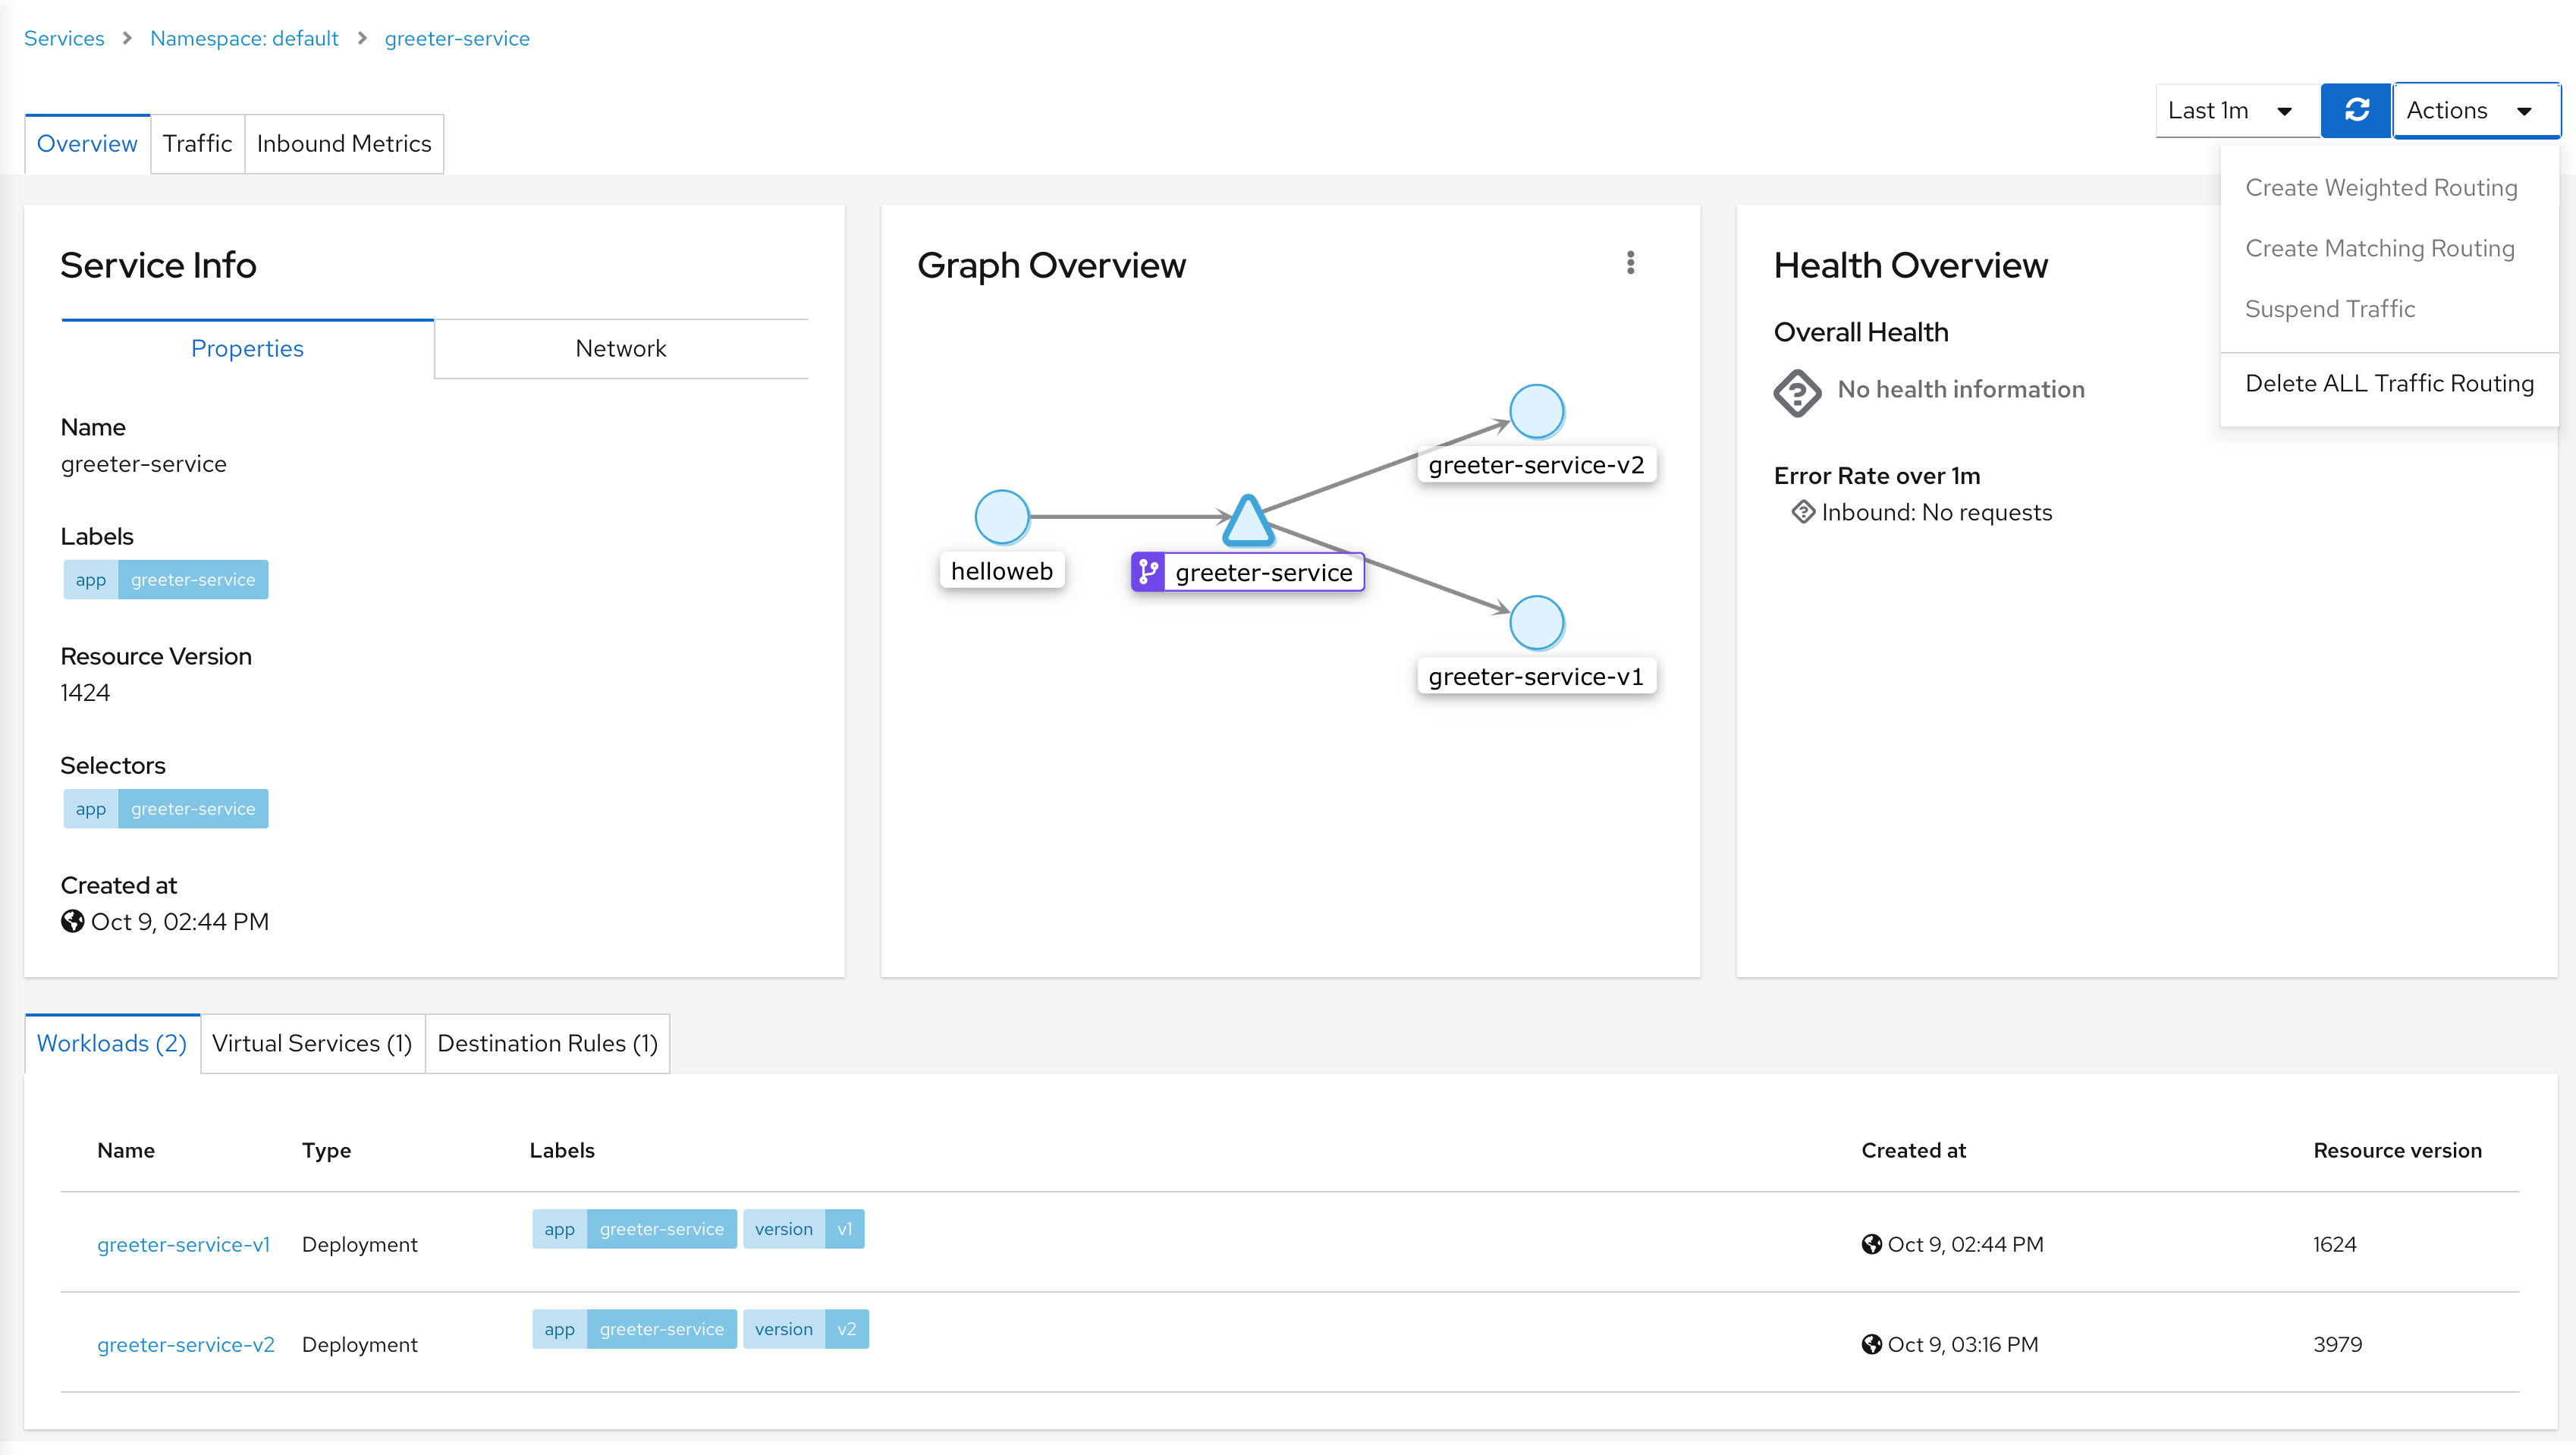 Services > Namespace: default > greeter-service
Last 1m
Actions
Overview
Traffic
Inbound Metrics
Create Weighted Routing
Create Matching Routing
Suspend Traffic
Delete ALL Traffic Routing
Service Info
Properties
Network
Name
greeter-service
Labels
app greeter-service
Resource Version
1424
Selectors
app greeter-service
Created at
Oct 9, 02:44 PM
Graph Overview
greeter-service-v2
helloweb
greeter-service
greeter-service-v1
Health Overview
Overall Health
No health information
Error Rate over 1m
Inbound: No requests
Workloads (2)
Virtual Services (1)
Destination Rules (1)
Name Type Labels Created at Resource version
greeter-service-v1 Deployment app greeter-service version v1 Oct 9, 02:44 PM 1624
greeter-service-v2 Deployment app greeter-service version v2 Oct 9, 03:16 PM 3979